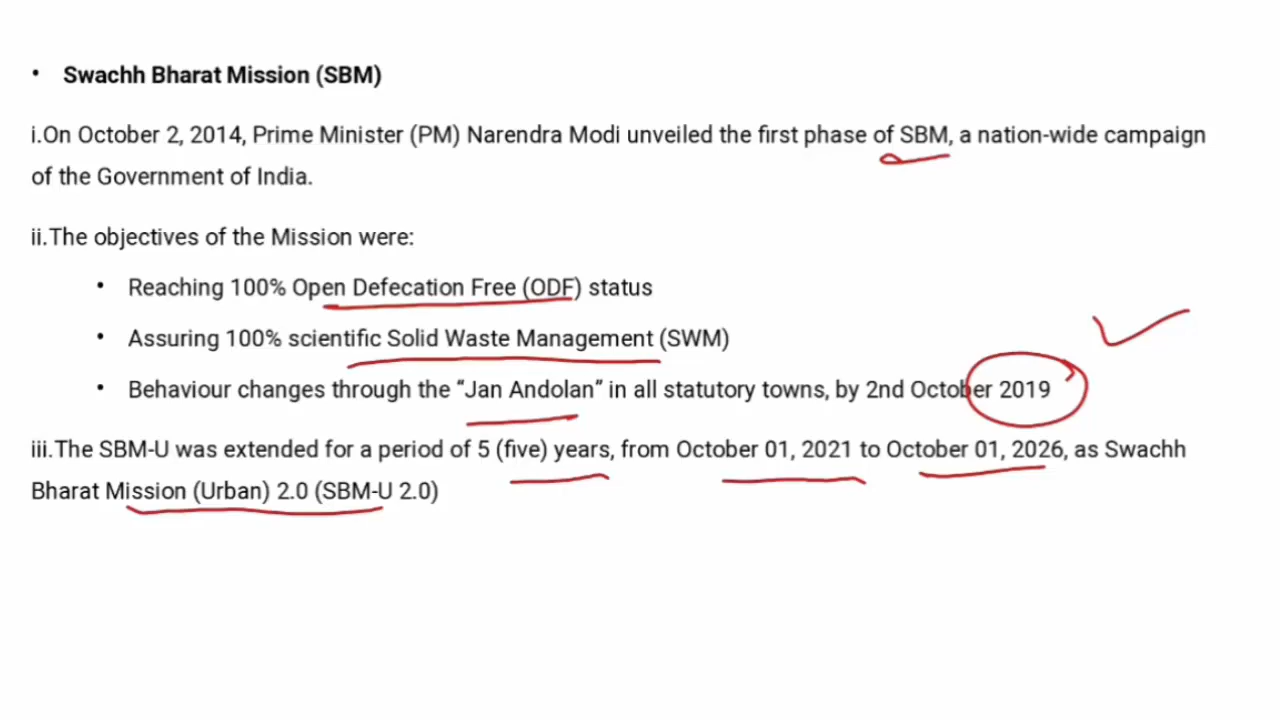 • Swachh Bharat Mission (SBM)
i.On October 2, 2014, Prime Minister (PM) Narendra Modi unveiled the first phase of SBM, a nation-wide campaign
of the Government of India.
ii.The objectives of the Mission were:
• Reaching 100% Open Defecation Free (ODF) status
• Assuring 100% scientific Solid Waste Management (SWM)
• Behaviour changes through the “Jan Andolan” in all statutory towns, by 2nd October 2019
iii.The SBM-U was extended for a period of 5 (five) years, from October 01, 2021 to October 01, 2026, as Swachh
Bharat Mission (Urban) 2.0 (SBM-U 2.0)